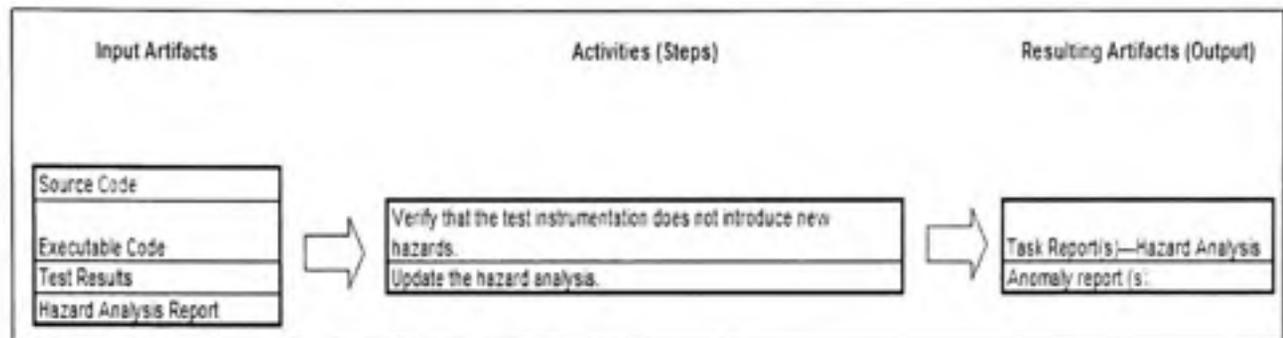 Input Artifacts
Activities (Steps)
Resulting Artifacts (Output)
Source Code
Executable Code
Test Results
Hazard Analysis Report
Verify that the test instrumentation does not introduce new
hazards.
Update the hazard analysis.
Task Report(s)—Hazard Analysis
Anomaly report (s).